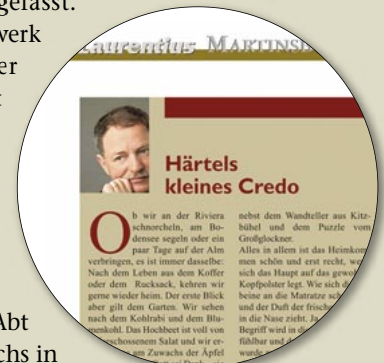 gefasst.
werk
er
t
Abt
chs in
Laurentius MARTINS
Härtels
kleines Credo
Ob wir an der Riviera
schnorcheln, am Bo-
densee segeln oder ein
paar Tage auf der Alm
verbringen, es ist immer dasselbe:
Nach dem Leben aus dem Koffer
oder dem Rucksack, kehren wir
gerne wieder heim. Der erste Blick
aber gilt dem Garten. Wir sehen
nach dem Kohlrabi und dem Blu-
menkohl. Das Hochbeet ist voll von
geschossenem Salat und wir er-
am Zuwachs der Äpfel
nebst dem Wandteller aus Kitz-
bühel und dem Puzzle vom
Großglockner.
Alles in allem ist das Heimkom
men schön und erst recht, we
sich das Haupt auf das gewo
Kopfpolster legt. Wie sich d
beine an die Matratze sch
und der Duft der frisch
in die Nase zieht. Ja
Begriff wird in di
fühlbar und d
wurde